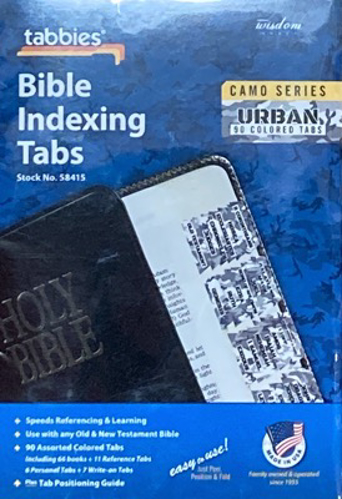 tabbies®
wisdom
Bible
Indexing
Tabs
Stock No. 58415
CAMO SERIES
URBAN
90 COLORED TABS
HOLY
BIBLE
Speeds Referencing & Learning
Use with any Old & New Testament Bible
90 Assorted Colored Tabs
Including 66 books + 11 Reference Tabs
6 Personal Tabs + 7 Write-on Tabs
Plus Tab Positioning Guide
easy to use!
Just Peel,
Position & Fold
MADE IN USA
Family owned & operated
since 1955